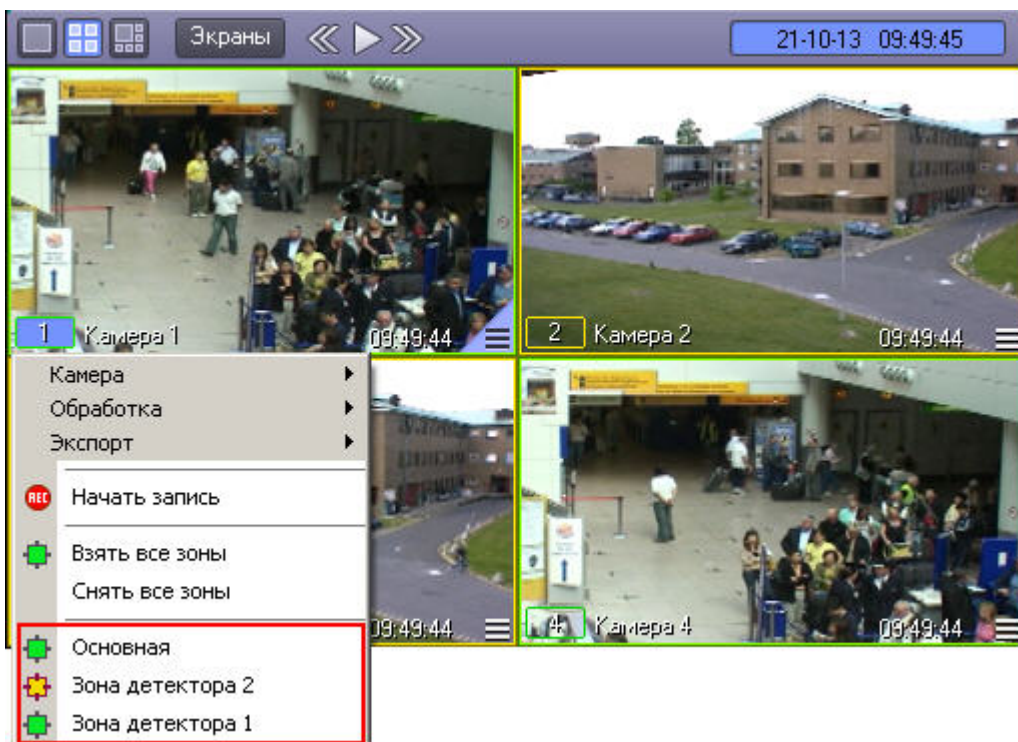 Экраны
21-10-13 09:49:45
1 Камера 1 09:49:44
2 Камера 2 09:49:44
Камера
Обработка
Экспорт
REC Начать запись
Взять все зоны
Снять все зоны
09:49:44
4 Камера 4 09:49:44
Основная
Зона детектора 2
Зона детектора 1